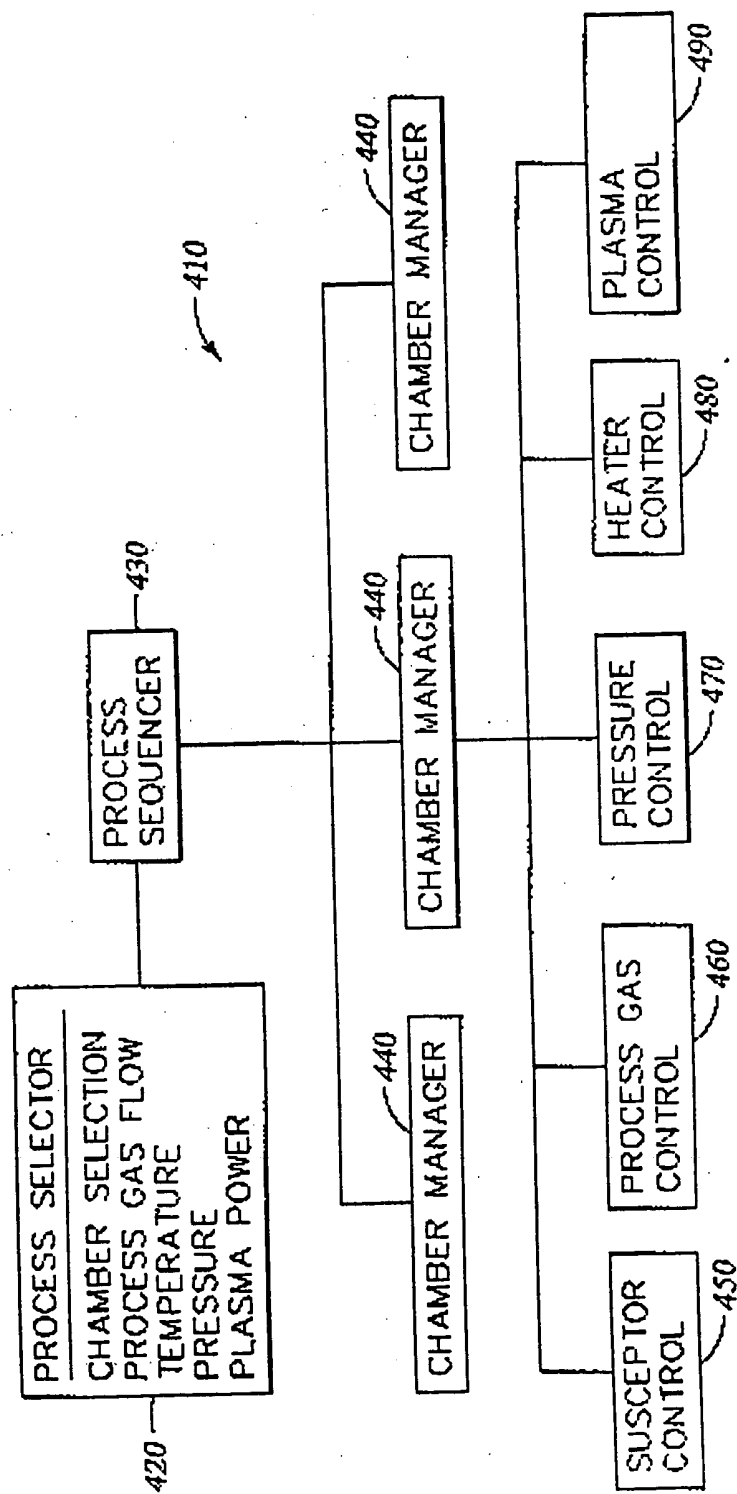 PROCESS SELECTOR
CHAMBER SELECTION
PROCESS GAS FLOW
TEMPERATURE
PRESSURE
PLASMA POWER
420
PROCESS
SEQUENCER
430
410
CHAMBER MANAGER
440
CHAMBER MANAGER
440
CHAMBER MANAGER
440
SUSCEPTOR
CONTROL
450
PROCESS GAS
CONTROL
460
PRESSURE
CONTROL
470
HEATER
CONTROL
480
PLASMA
CONTROL
490